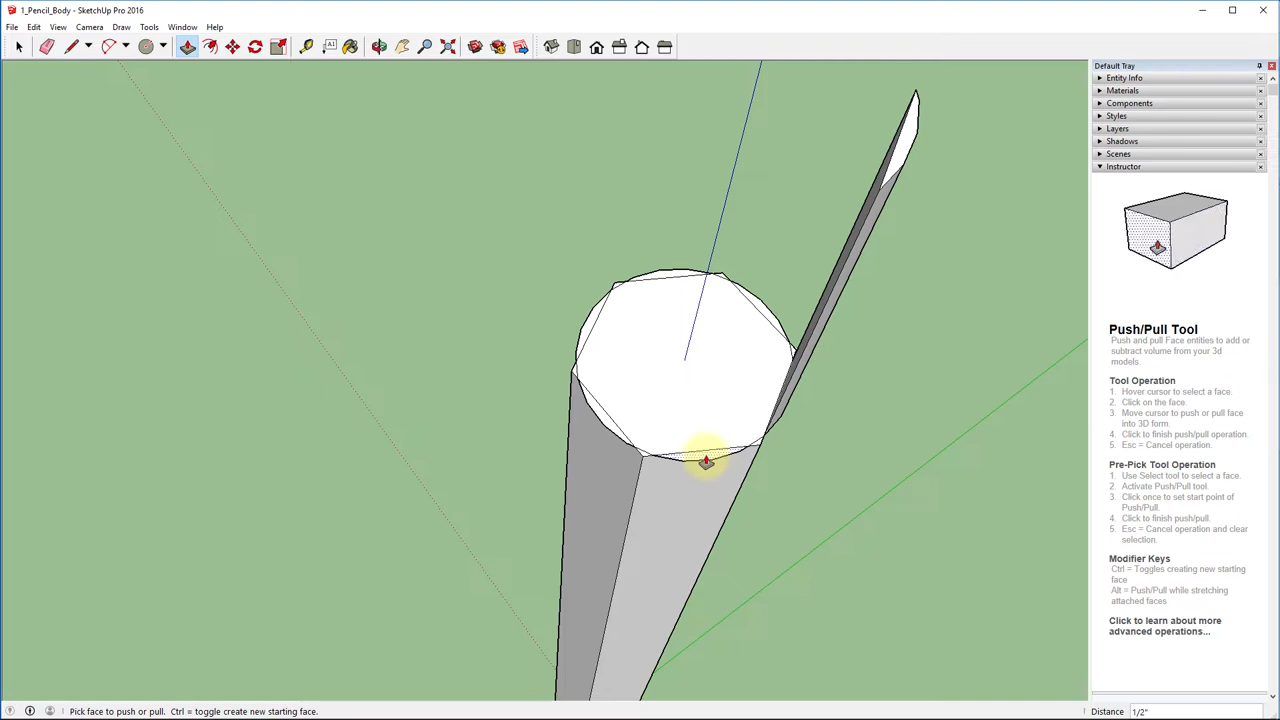 1_Pencil_Body - SketchUp Pro 2016
File Edit View Camera Draw Tools Window Help
Default Tray
Entity Info
Materials
Components
Styles
Layers
Shadows
Scenes
Instructor
Push/Pull Tool
Push and pull Face entities to add or
subtract volume from your 3d
models.
Tool Operation
1. Hover cursor to select a face.
2. Click on the face.
3. Move cursor to push or pull face
into 3D form.
4. Click to finish push/pull operation.
5. Esc = Cancel operation.
Pre-Pick Tool Operation
1. Use Select tool to select a face.
2. Activate Push/Pull tool.
3. Click once to set start point of
Push/Pull.
4. Click to finish push/pull.
5. Esc = Cancel operation and clear
selection.
Modifier Keys
Ctrl = Toggles creating new starting
face
Alt = Push/Pull while stretching
attached faces
Click to learn about more
advanced operations...
Pick face to push or pull. Ctrl = toggle create new starting face.
Distance 1/2"